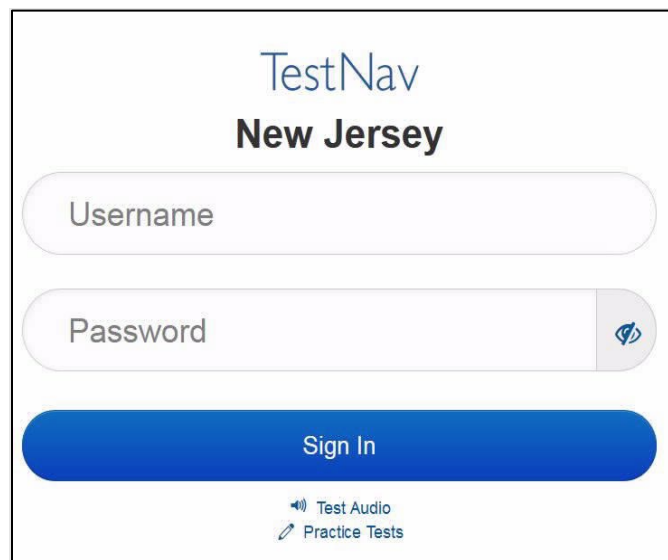 TestNav
New Jersey
Username
Password
Sign In
Test Audio
Practice Tests